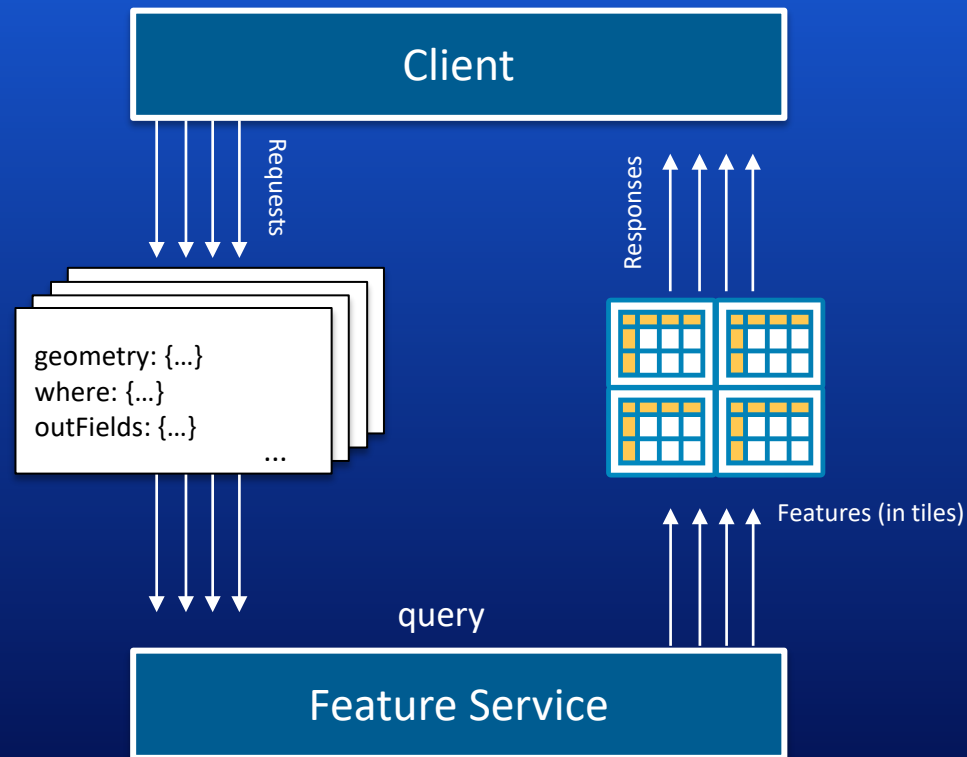 Client
Requests
Responses
geometry: {…}
where: {…}
outFields: {…}
…
Features (in tiles)
query
Feature Service